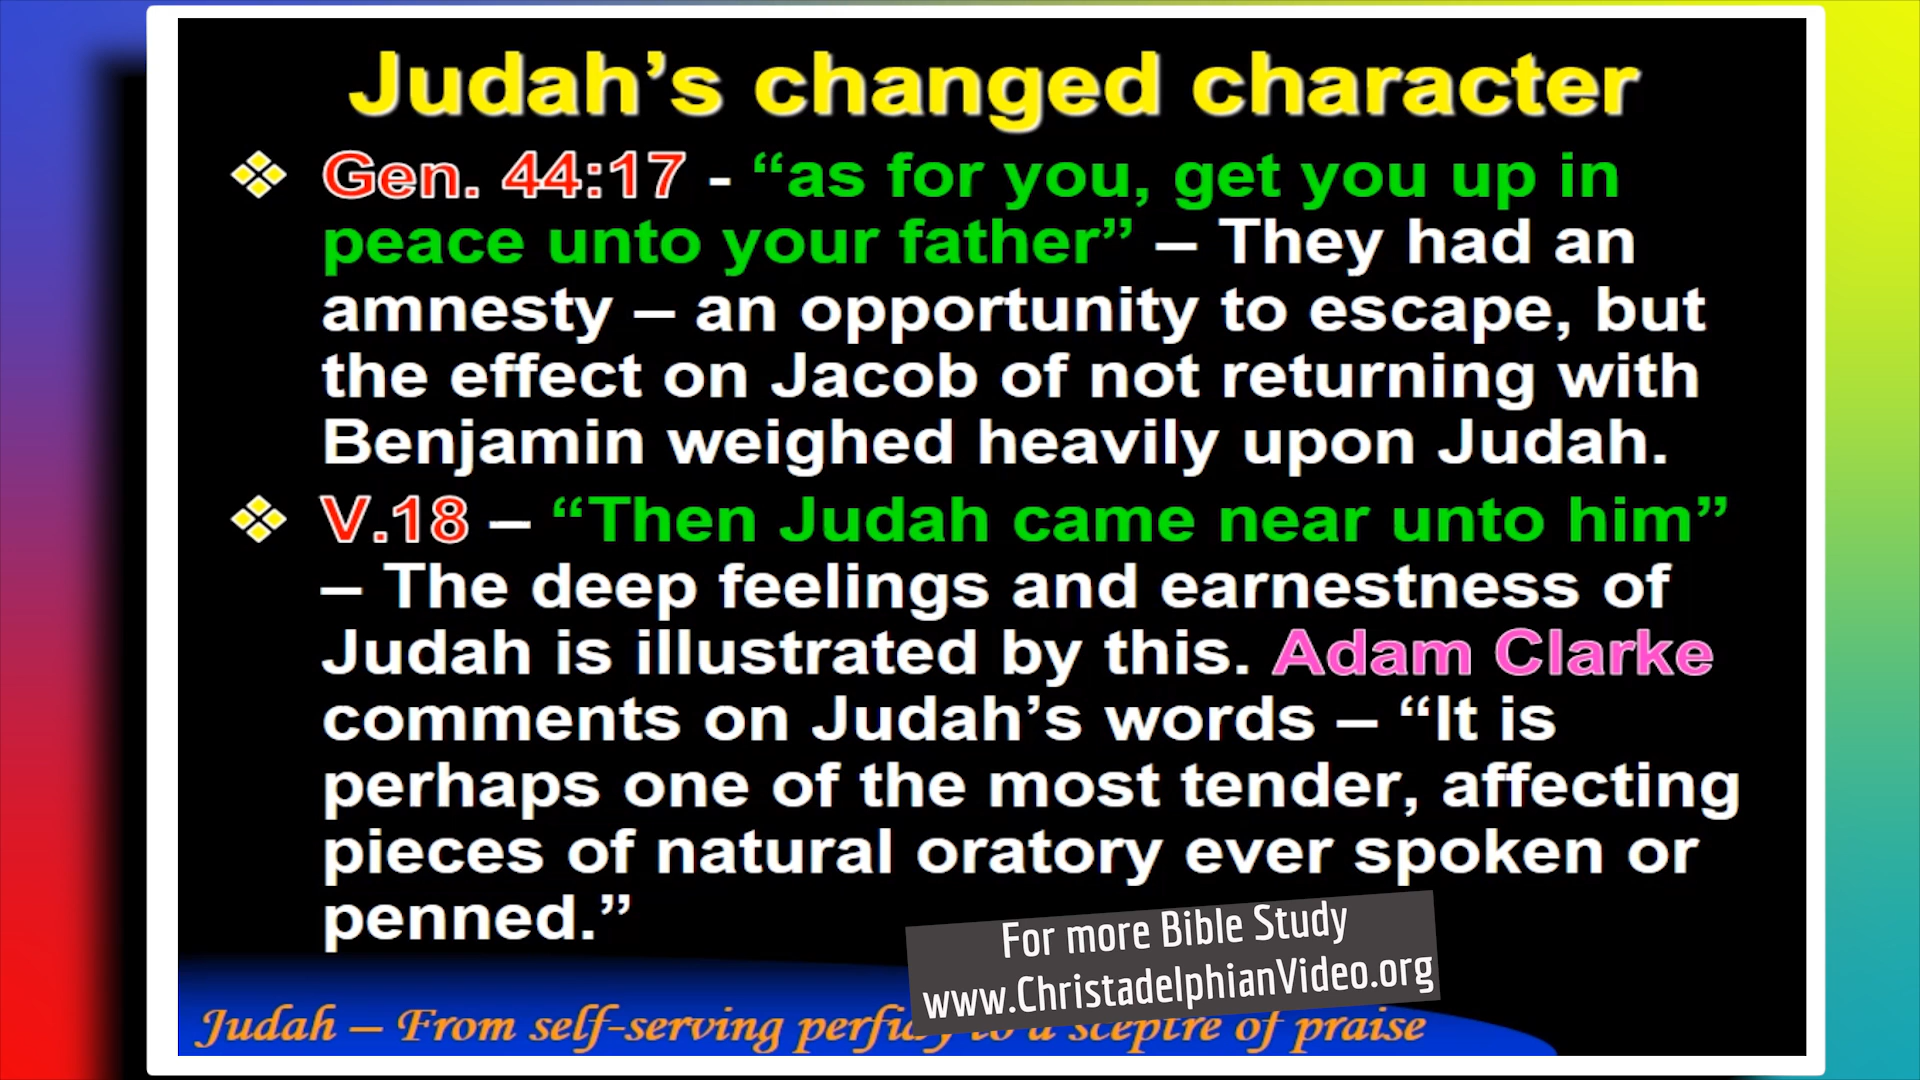 Judah’s changed character
Gen. 44:17 - “as for you, get you up in
peace unto your father” – They had an
amnesty – an opportunity to escape, but
the effect on Jacob of not returning with
Benjamin weighed heavily upon Judah.
V.18 – “Then Judah came near unto him”
– The deep feelings and earnestness of
Judah is illustrated by this. Adam Clarke
comments on Judah’s words – “It is
perhaps one of the most tender, affecting
pieces of natural oratory ever spoken or
penned.”
For more Bible Study
www.ChristadelphianVideo.org
Judah – From self-serving perfidy to a sceptre of praise